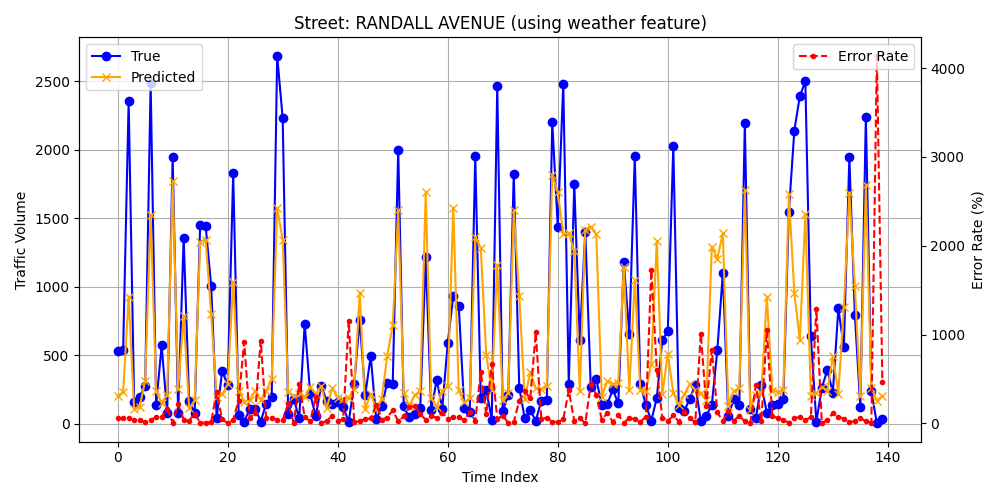 Street: RANDALL AVENUE (using weather feature)
True
Predicted
Error Rate
Traffic Volume
0
500
1000
1500
2000
2500
0
1000
2000
3000
4000
Error Rate (%)
0 20 40 60 80 100 120 140
Time Index